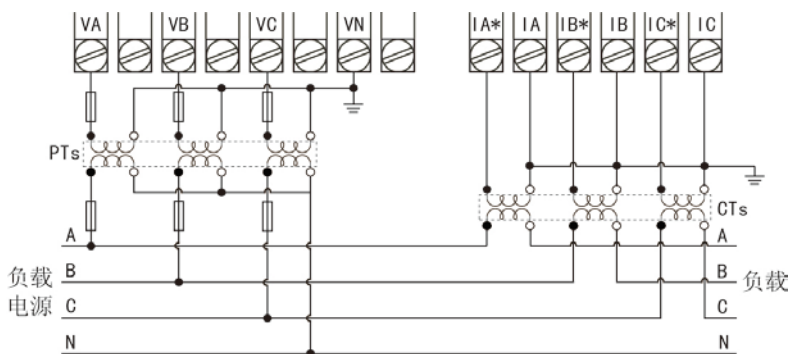 VA VB VC VN IA* IA IB* IB IC* IC
PTs
CTs
A A
负载 B B 负载
电源 C C
N N